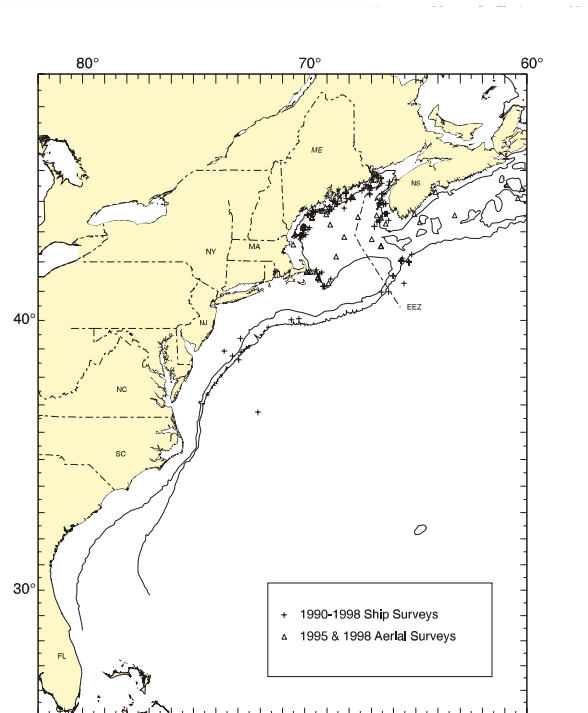 80°
70°
60°
ME
NS
NY
MA
EEZ
40°
NJ
NC
SC
30°
1990-1998 Ship Surveys
1995 & 1998 Aerial Surveys
FL